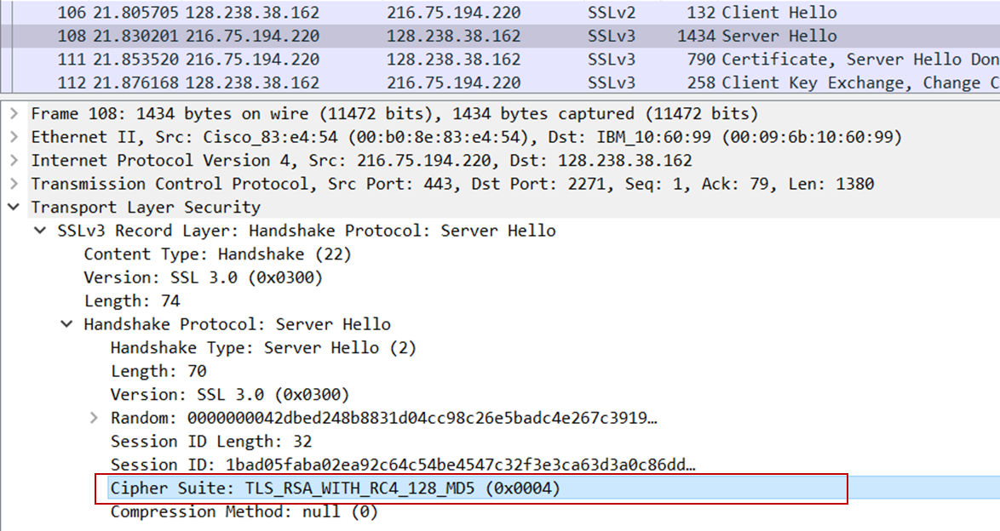 106 21.805705 128.238.38.162 216.75.194.220 SSLv2 132 Client Hello
108 21.830201 216.75.194.220 128.238.38.162 SSLv3 1434 Server Hello
111 21.853520 216.75.194.220 128.238.38.162 SSLv3 790 Certificate, Server Hello Don
112 21.876168 128.238.38.162 216.75.194.220 SSLv3 258 Client Key Exchange, Change C
Frame 108: 1434 bytes on wire (11472 bits), 1434 bytes captured (11472 bits)
Ethernet II, Src: Cisco_83:e4:54 (00:b0:8e:83:e4:54), Dst: IBM_10:60:99 (00:09:6b:10:60:99)
Internet Protocol Version 4, Src: 216.75.194.220, Dst: 128.238.38.162
Transmission Control Protocol, Src Port: 443, Dst Port: 2271, Seq: 1, Ack: 79, Len: 1380
Transport Layer Security
SSLv3 Record Layer: Handshake Protocol: Server Hello
Content Type: Handshake (22)
Version: SSL 3.0 (0x0300)
Length: 74
Handshake Protocol: Server Hello
Handshake Type: Server Hello (2)
Length: 70
Version: SSL 3.0 (0x0300)
Random: 0000000042dbed248b8831d04cc98c26e5badc4e267c3919…
Session ID Length: 32
Session ID: 1bad05faba02ea92c64c54be4547c32f3e3ca63d3a0c86dd…
Cipher Suite: TLS_RSA_WITH_RC4_128_MD5 (0x0004)
Compression Method: null (0)